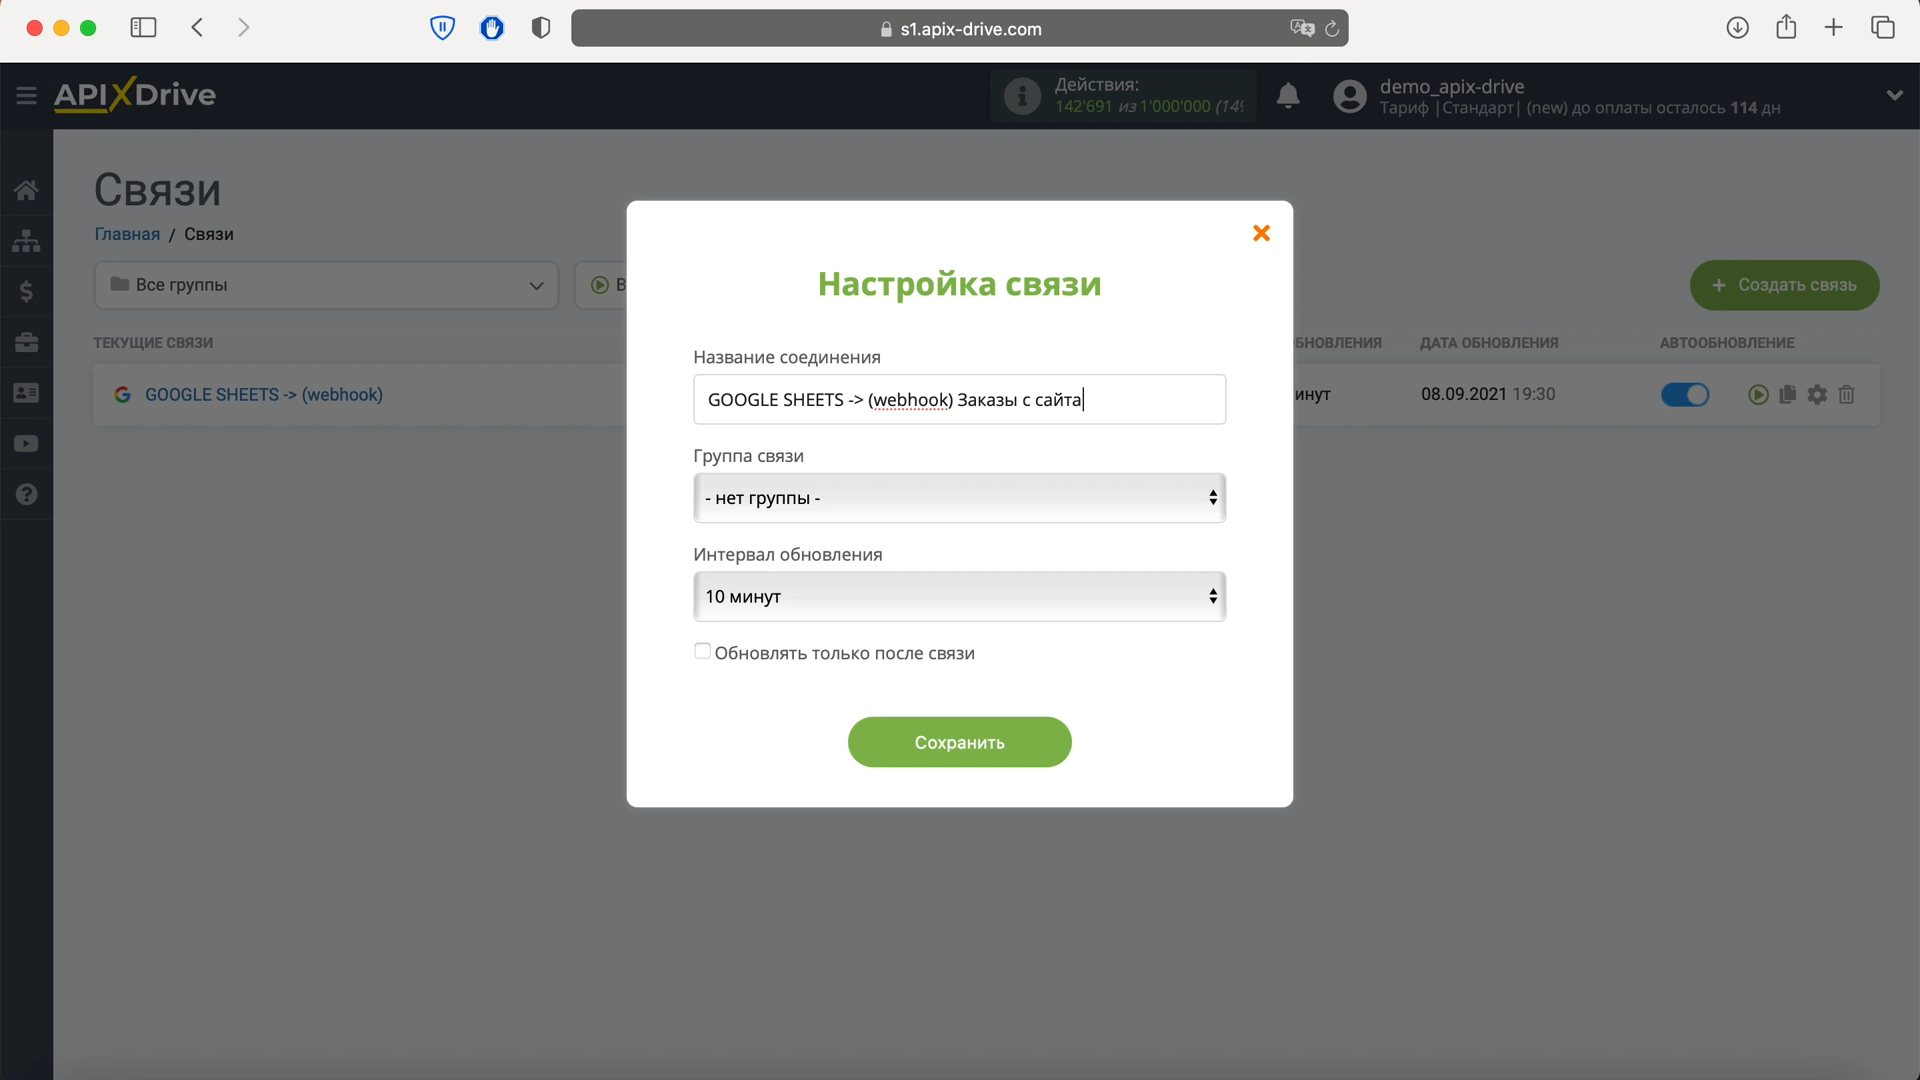 s1.apix-drive.com
APIXDrive
Действия:
142'691 из 1'000'000 (14
demo_apix-drive
Тариф |Стандарт| (new) до оплаты осталось 114 дн
Связи
Главная / Связи
Все группы
В
+ Создать связь
ТЕКУЩИЕ СВЯЗИ
БНОВЛЕНИЯ
ДАТА ОБНОВЛЕНИЯ
АВТООБНОВЛЕНИЕ
GOOGLE SHEETS -> (webhook)
инут
08.09.2021 19:30
Настройка связи
Название соединения
GOOGLE SHEETS -> (webhook) Заказы с сайта
Группа связи
- нет группы -
Интервал обновления
10 минут
Обновлять только после связи
Сохранить